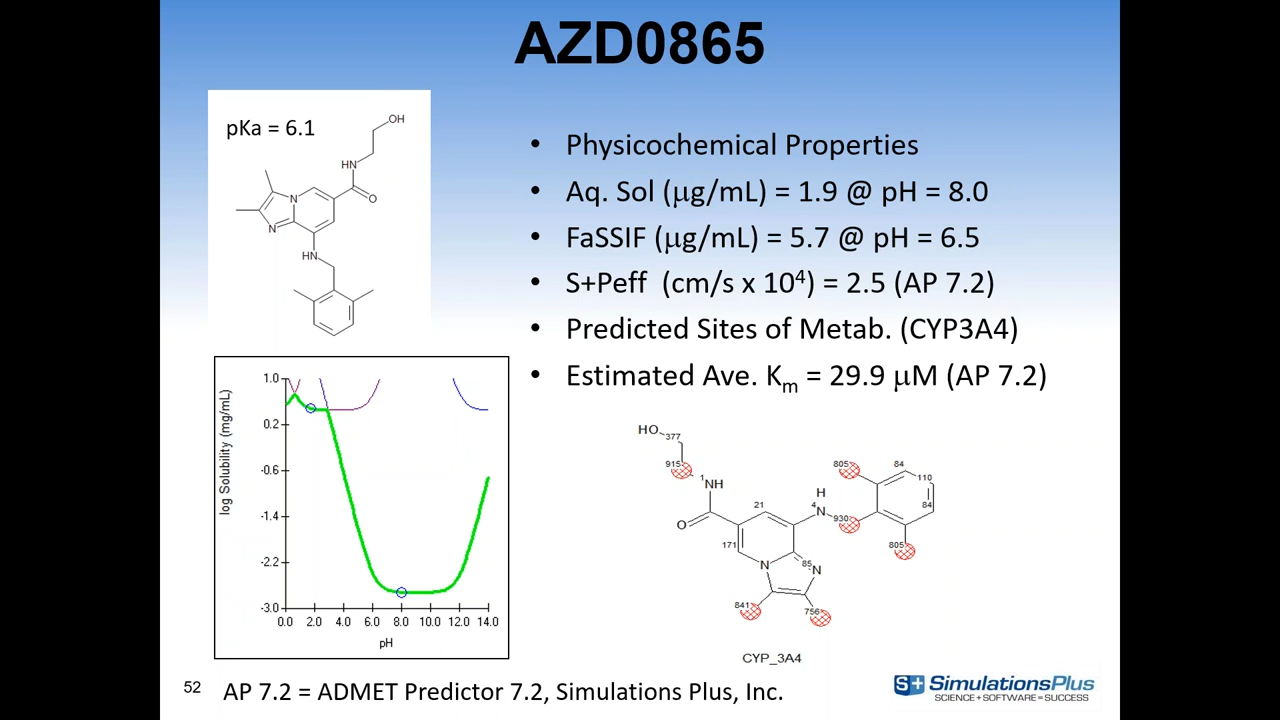 AZD0865
pKa = 6.1
OH
HN
O
N
N
HN
• Physicochemical Properties
• Aq. Sol (μg/mL) = 1.9 @ pH = 8.0
• FaSSIF (μg/mL) = 5.7 @ pH = 6.5
• S+Peff (cm/s x 10⁴) = 2.5 (AP 7.2)
• Predicted Sites of Metab. (CYP3A4)
• Estimated Ave. Kₘ = 29.9 μM (AP 7.2)
log Solubility (mg/mL)
1.0
0.2
-0.6
-1.4
-2.2
-3.0
0.0 2.0 4.0 6.0 8.0 10.0 12.0 14.0
pH
HO 377
915
1
NH
O
21
171
N
85
N
841
756
H
4
N
930
805
84
110
84
805
CYP_3A4
52
AP 7.2 = ADMET Predictor 7.2, Simulations Plus, Inc.
S+ SimulationsPlus
SCIENCE + SOFTWARE = SUCCESS